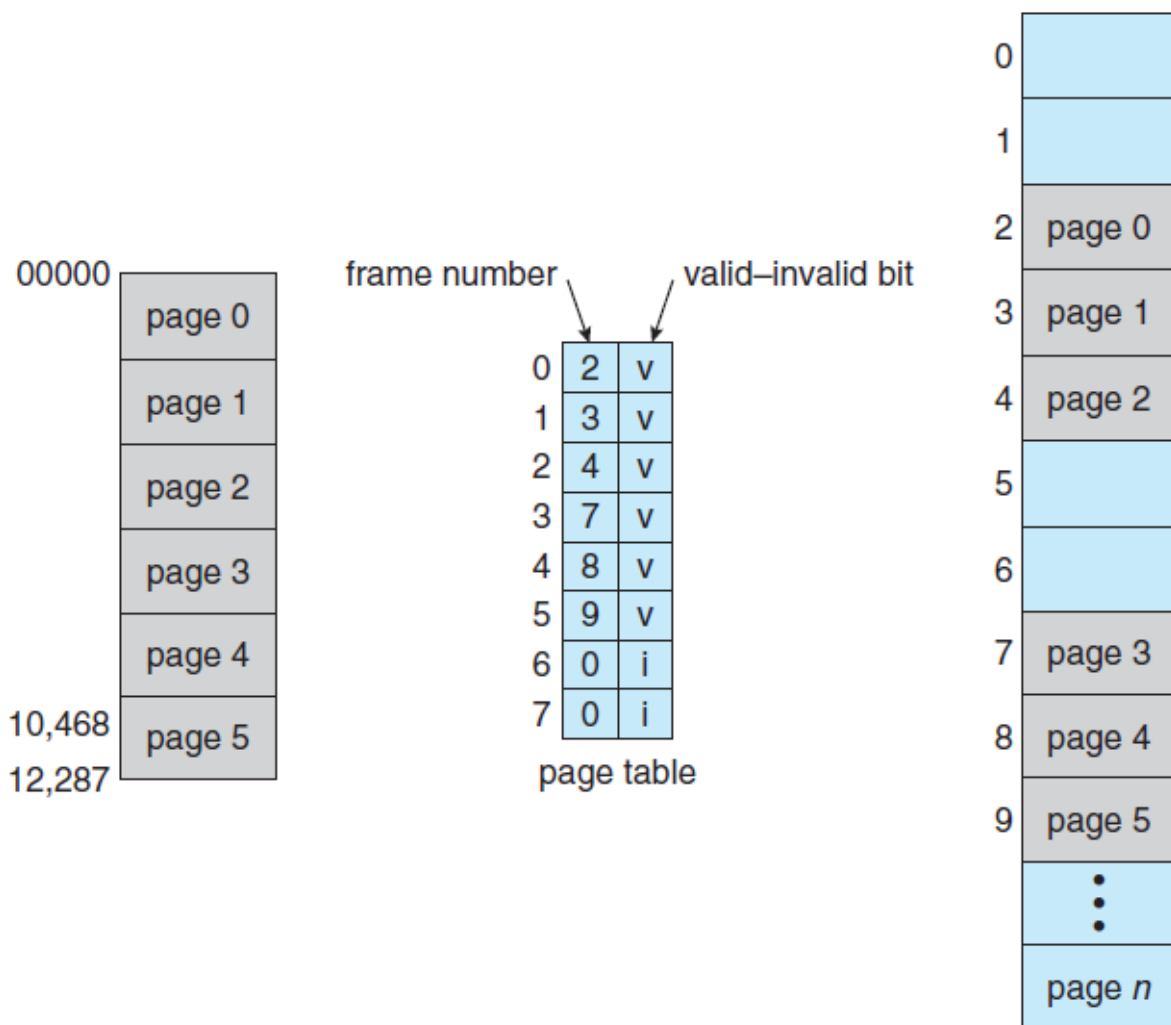 00000
page 0
page 1
page 2
page 3
page 4
10,468
page 5
12,287
frame number
valid–invalid bit
0 2 v
1 3 v
2 4 v
3 7 v
4 8 v
5 9 v
6 0 i
7 0 i
page table
0
1
2 page 0
3 page 1
4 page 2
5
6
7 page 3
8 page 4
9 page 5
page n